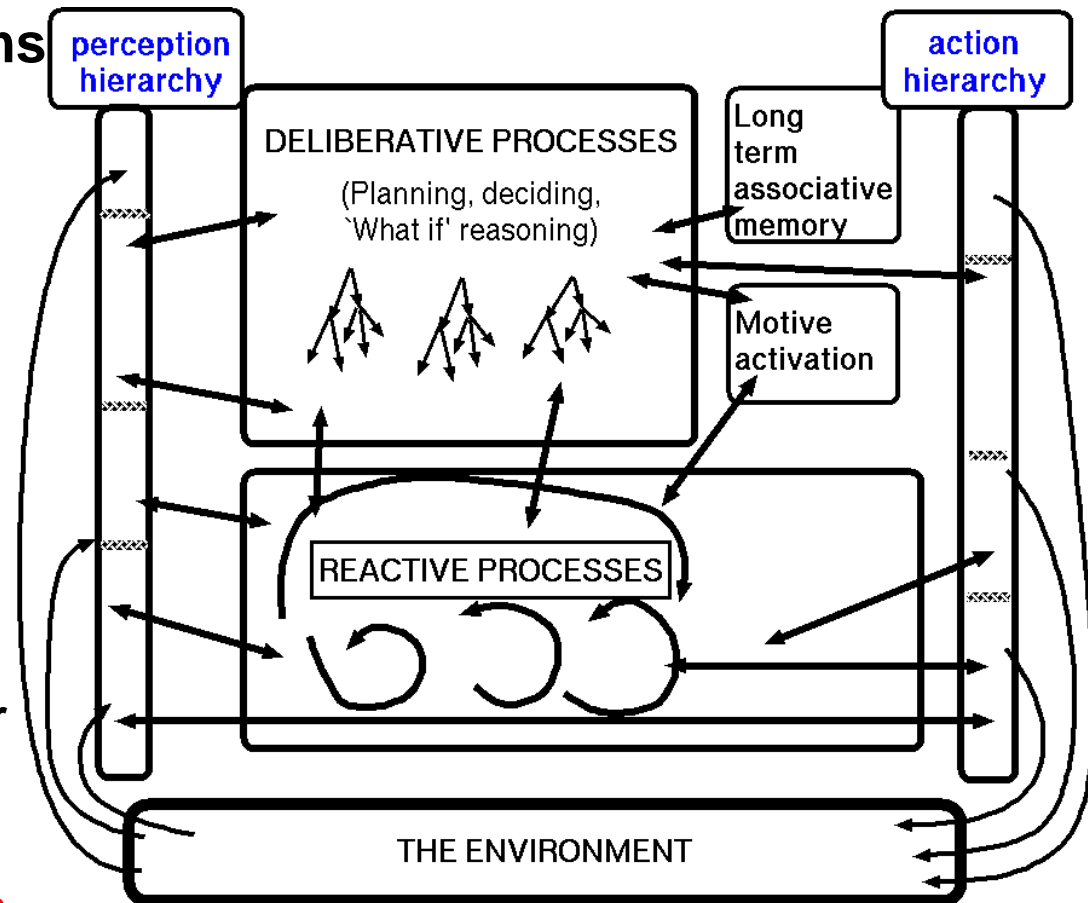 ns
perception
hierarchy
action
hierarchy
DELIBERATIVE PROCESSES
(Planning, deciding,
`What if' reasoning)
Long
term
associative
memory
Motive
activation
REACTIVE PROCESSES
THE ENVIRONMENT